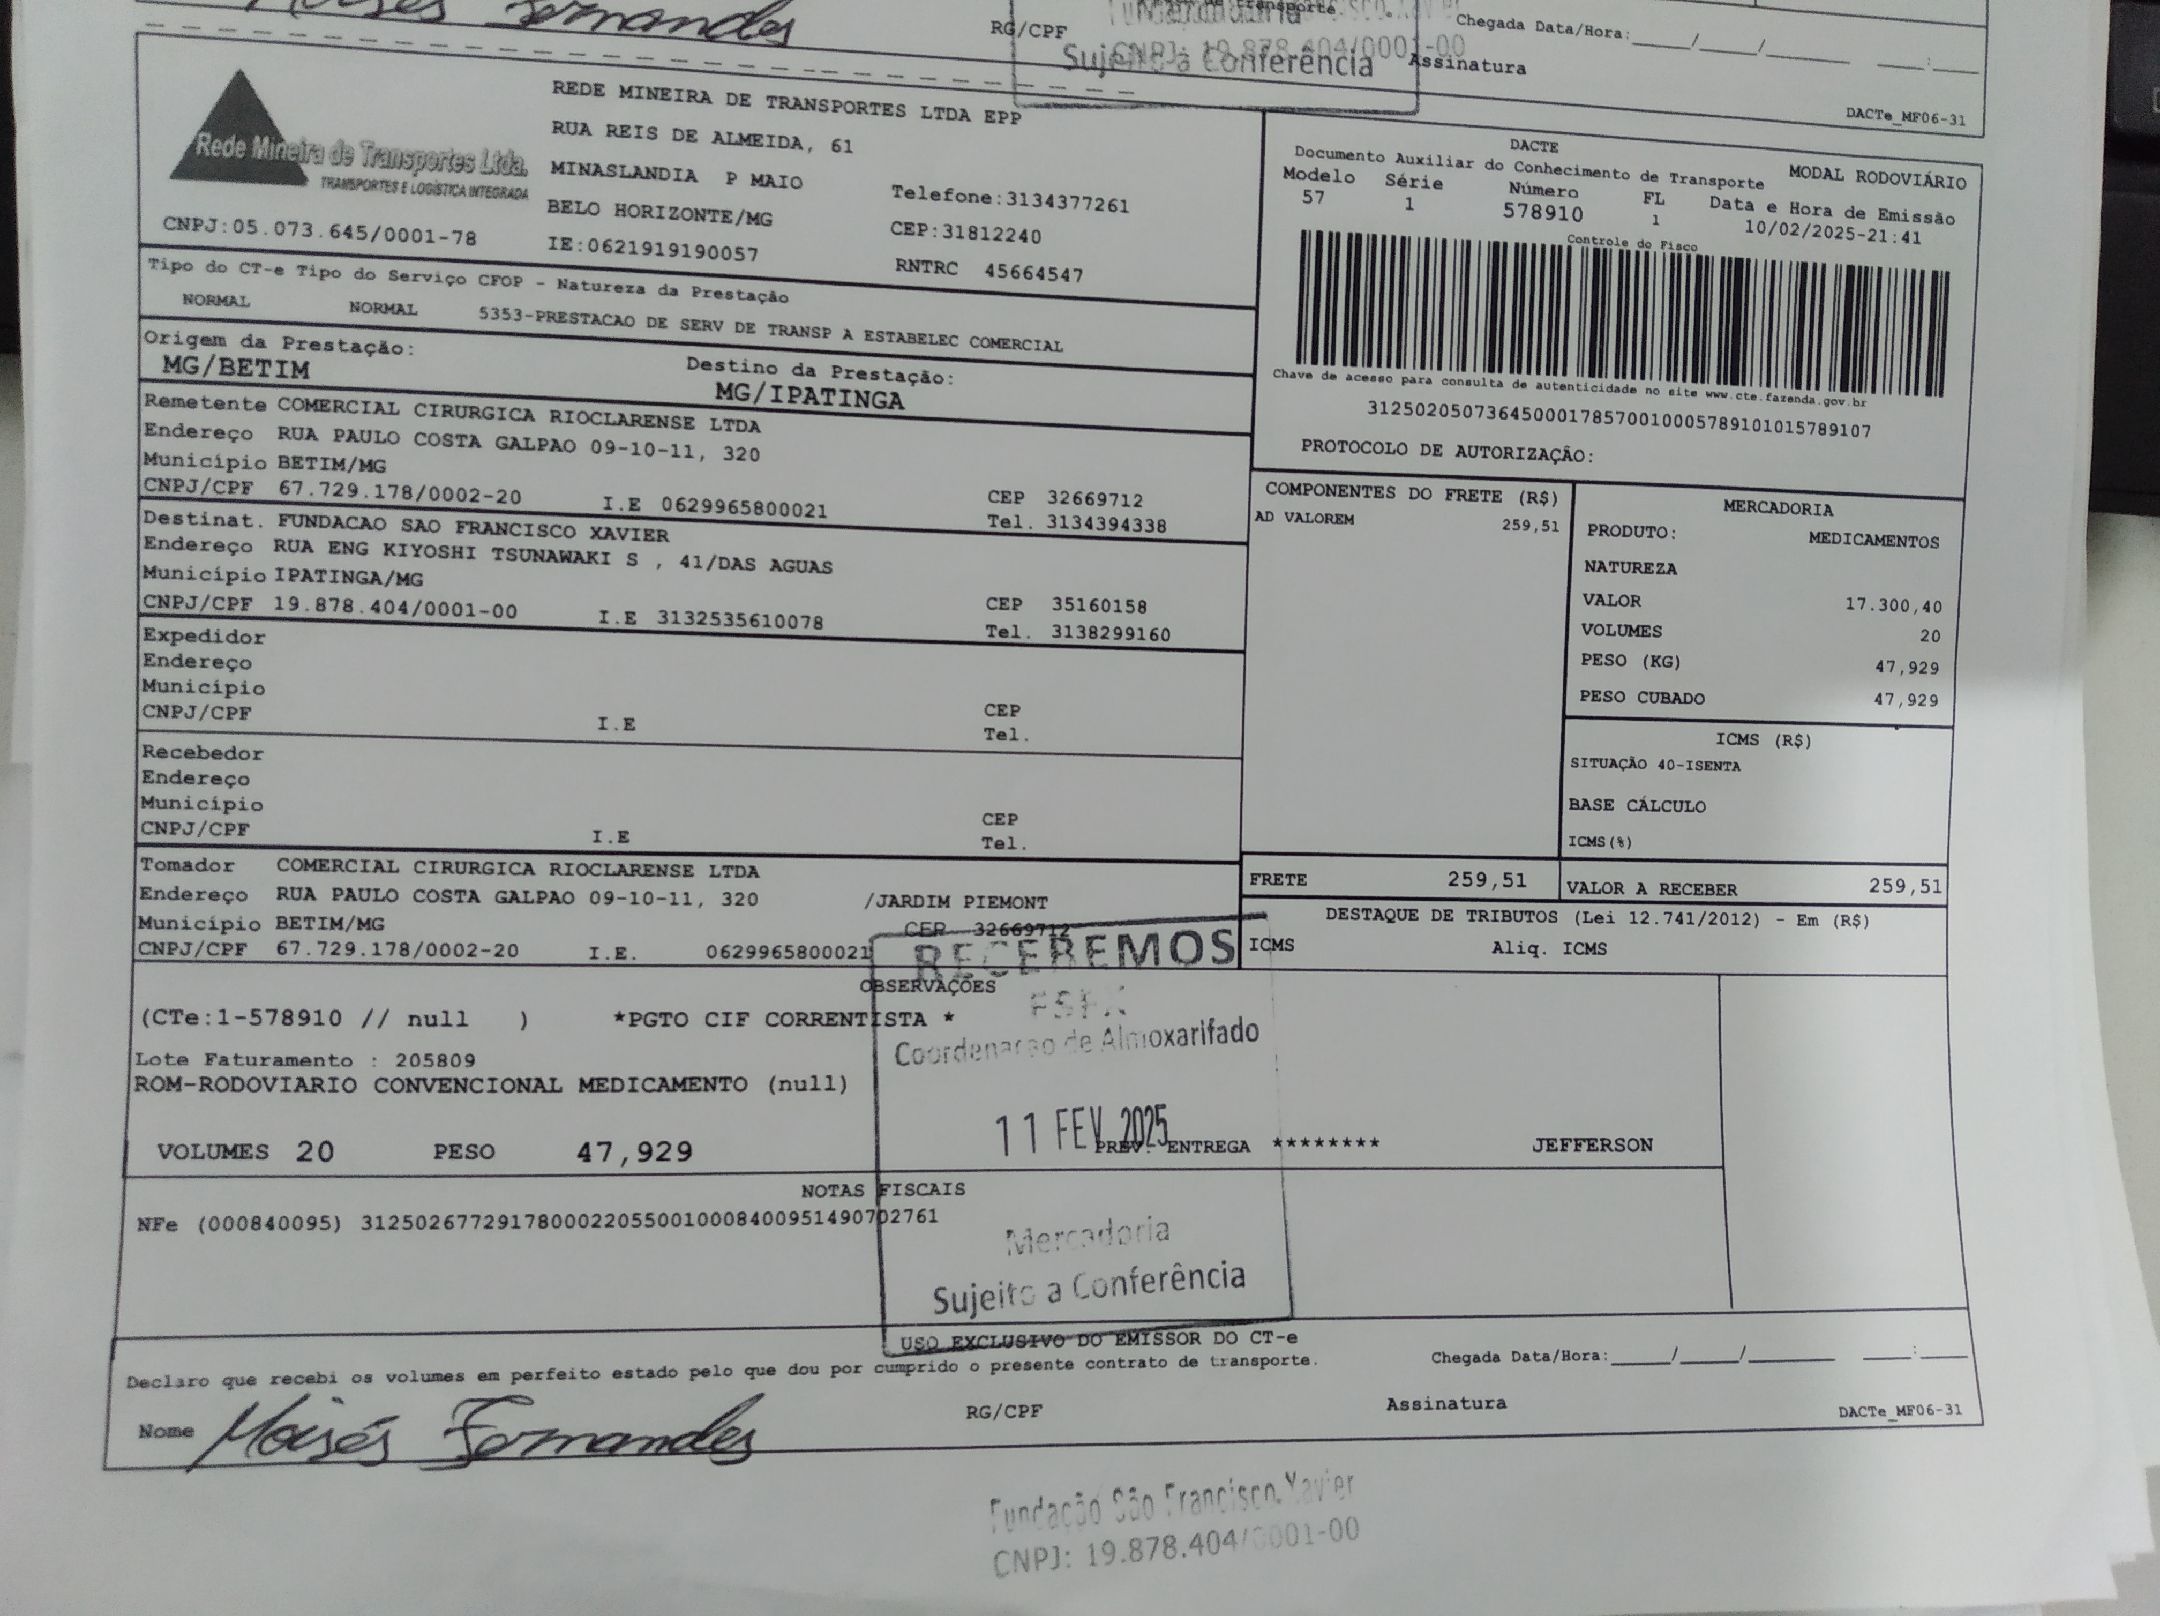 Moisés Fernandes
RG/CPF
CNPJ: 19.878.404/0001-00
Sujeito a Conferência
Chegada Data/Hora:____/____/________ ____:____
Assinatura
DACTe_MF06-31
Rede Mineira de Transportes Ltda.
TRANSPORTES E LOGÍSTICA INTEGRADA
CNPJ:05.073.645/0001-78
REDE MINEIRA DE TRANSPORTES LTDA EPP
RUA REIS DE ALMEIDA, 61
MINASLANDIA P MAIO
BELO HORIZONTE/MG
IE:0621919190057
Telefone:3134377261
CEP:31812240
RNTRC 45664547
DACTE
Documento Auxiliar do Conhecimento de Transporte
MODAL RODOVIÁRIO
Modelo Série Número FL Data e Hora de Emissão
57 1 578910 1 10/02/2025-21:41
Controle do Fisco
Chave de acesso para consulta de autenticidade no site www.cte.fazenda.gov.br
31250205073645000178570010005789101015789107
PROTOCOLO DE AUTORIZAÇÃO:
Tipo do CT-e Tipo do Serviço CFOP - Natureza da Prestação
NORMAL NORMAL 5353-PRESTACAO DE SERV DE TRANSP A ESTABELEC COMERCIAL
Origem da Prestação: Destino da Prestação:
MG/BETIM MG/IPATINGA
Remetente COMERCIAL CIRURGICA RIOCLARENSE LTDA
Endereço RUA PAULO COSTA GALPAO 09-10-11, 320
Município BETIM/MG CEP 32669712
CNPJ/CPF 67.729.178/0002-20 I.E 0629965800021 Tel. 3134394338
Destinat. FUNDACAO SAO FRANCISCO XAVIER
Endereço RUA ENG KIYOSHI TSUNAWAKI S , 41/DAS AGUAS
Município IPATINGA/MG CEP 35160158
CNPJ/CPF 19.878.404/0001-00 I.E 3132535610078 Tel. 3138299160
Expedidor
Endereço
Município CEP
CNPJ/CPF I.E Tel.
Recebedor
Endereço
Município CEP
CNPJ/CPF I.E Tel.
Tomador COMERCIAL CIRURGICA RIOCLARENSE LTDA
Endereço RUA PAULO COSTA GALPAO 09-10-11, 320 /JARDIM PIEMONT
Município BETIM/MG CEP 32669712
CNPJ/CPF 67.729.178/0002-20 I.E. 0629965800021
COMPONENTES DO FRETE (R$)
AD VALOREM 259,51
MERCADORIA
PRODUTO: MEDICAMENTOS
NATUREZA
VALOR 17.300,40
VOLUMES 20
PESO (KG) 47,929
PESO CUBADO 47,929
ICMS (R$)
SITUAÇÃO 40-ISENTA
BASE CÁLCULO
ICMS(%)
FRETE 259,51 VALOR A RECEBER 259,51
DESTAQUE DE TRIBUTOS (Lei 12.741/2012) - Em (R$)
ICMS Aliq. ICMS
OBSERVAÇÕES
(CTe:1-578910 // null ) *PGTO CIF CORRENTISTA *
Lote Faturamento : 205809
ROM-RODOVIARIO CONVENCIONAL MEDICAMENTO (null)
VOLUMES 20 PESO 47,929 PREV. ENTREGA ******** JEFFERSON
RECEBEMOS
FSFX
Coordenação de Almoxarifado
11 FEV. 2025
Mercadoria
Sujeito a Conferência
NOTAS FISCAIS
NFe (000840095) 31250267729178000220550010008400951490702761
USO EXCLUSIVO DO EMISSOR DO CT-e
Declaro que recebi os volumes em perfeito estado pelo que dou por cumprido o presente contrato de transporte.
Chegada Data/Hora:____/____/________ ____:____
Nome Moisés Fernandes RG/CPF Assinatura
DACTe_MF06-31
Fundação São Francisco Xavier
CNPJ: 19.878.404/0001-00